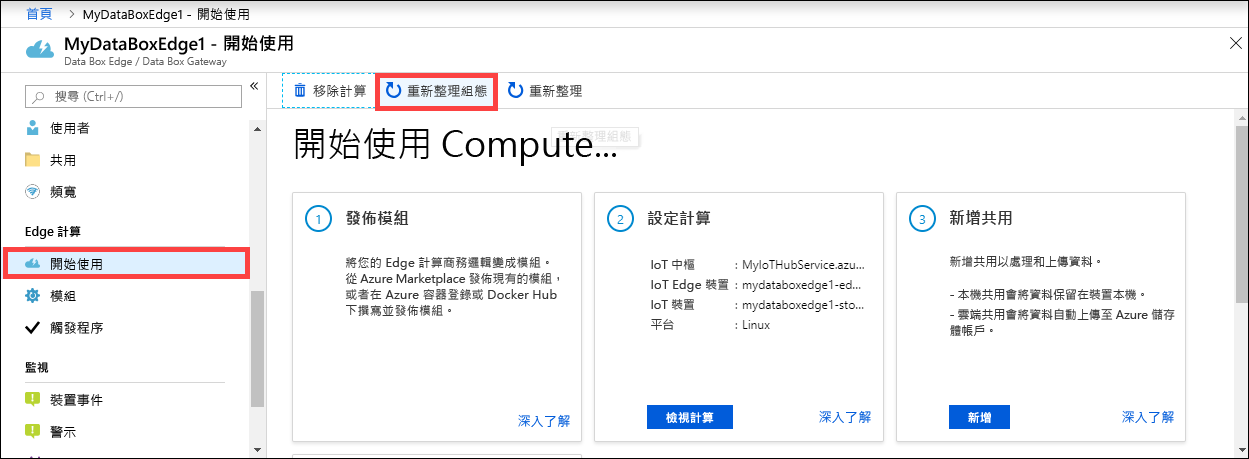 首頁 > MyDataBoxEdge1 - 開始使用
MyDataBoxEdge1 - 開始使用
Data Box Edge / Data Box Gateway
搜尋 (Ctrl+/)
使用者
共用
頻寬
Edge 計算
開始使用
模組
觸發程序
監視
裝置事件
警示
移除計算 重新整理組態 重新整理
重新整理組態
開始使用 Compute...
1 發佈模組
將您的 Edge 計算商務邏輯變成模組。
從 Azure Marketplace 發佈現有的模組，
或者在 Azure 容器登錄或 Docker Hub
下撰寫並發佈模組。
深入了解
2 設定計算
IoT 中樞 : MyIoTHubService.azu...
IoT Edge 裝置 : mydataboxedge1-ed...
IoT 裝置 : mydataboxedge1-sto...
平台 : Linux
檢視計算 深入了解
3 新增共用
新增共用以處理和上傳資料。
- 本機共用會將資料保留在裝置本機。
- 雲端共用會將資料自動上傳至 Azure 儲存
體帳戶。
新增 深入了解